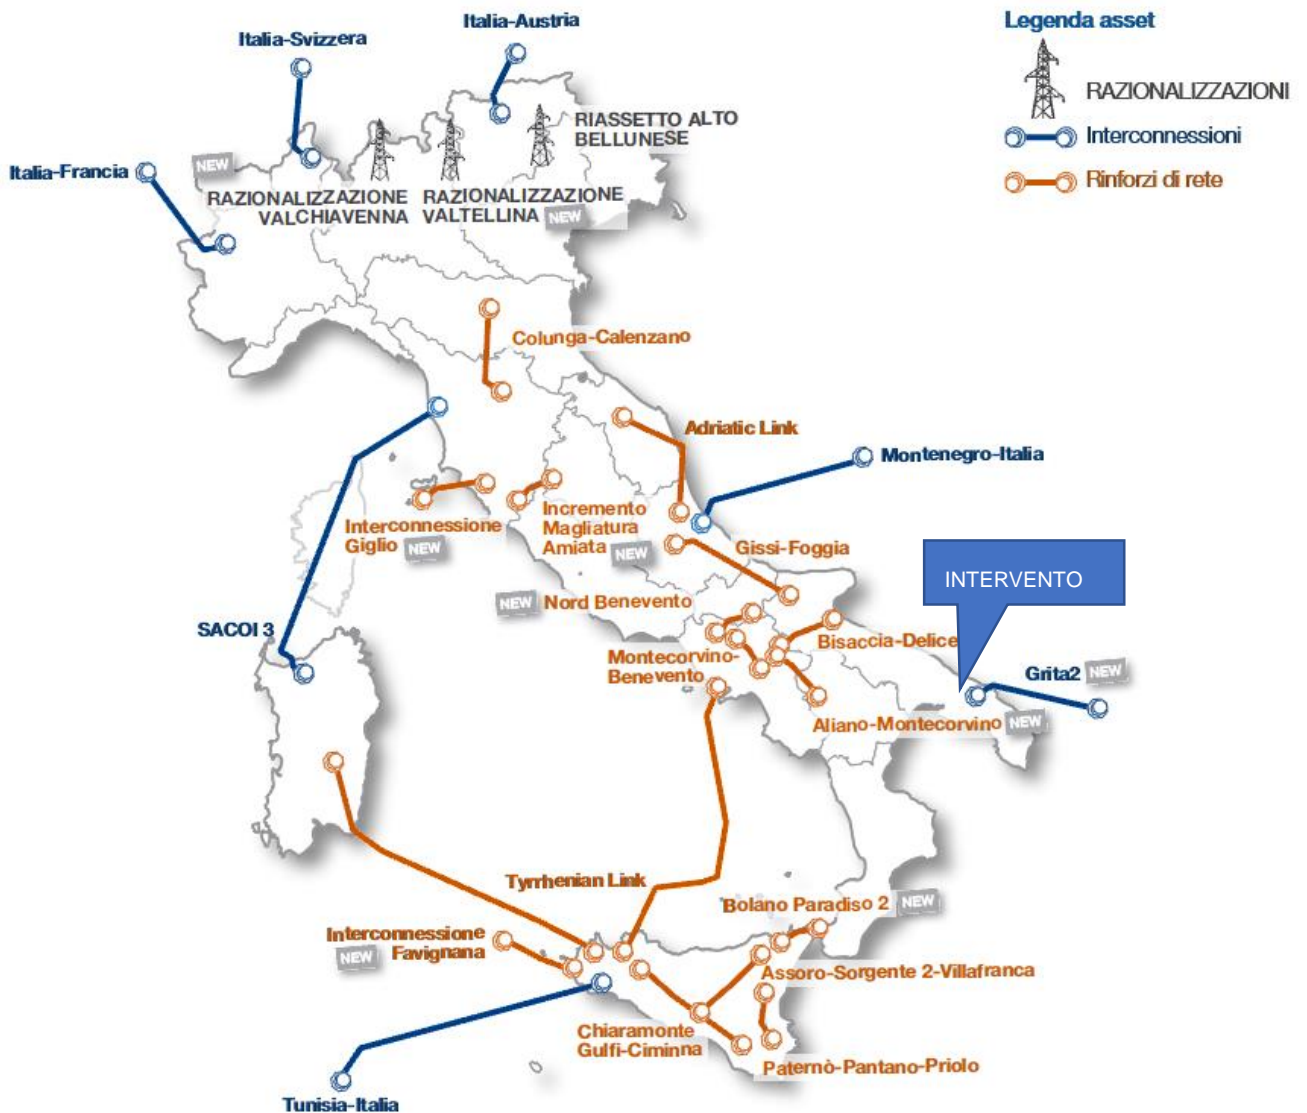 Legenda asset
RAZIONALIZZAZIONI
Interconnessioni
Rinforzi di rete
Italia-Svizzera
Italia-Austria
Italia-Francia
NEW
RIASSETTO ALTO
BELLUNESE
RAZIONALIZZAZIONE
VALCHIAVENNA
RAZIONALIZZAZIONE
VALTELLINA NEW
Colunga-Calenzano
Adriatic Link
Montenegro-Italia
Interconnessione
Giglio NEW
Incremento
Magliatura
Amiata NEW
Gissi-Foggia
INTERVENTO
NEW Nord Benevento
SACOI 3
Montecorvino-
Benevento
Bisaccia-Delice
Grita2 NEW
Aliano-Montecorvino NEW
Tyrrhenian Link
Bolano Paradiso 2 NEW
Interconnessione
NEW Favignana
Assoro-Sorgente 2-Villafranca
Chiaramonte
Gulfi-Ciminna
Paternò-Pantano-Priolo
Tunisia-Italia